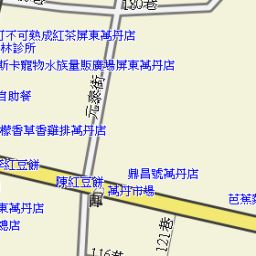 180巷
可不可熟成紅茶屏東萬丹店
林診所
斯卡寵物水族量販廣場屏東萬丹店
元泰街
自助餐
檬香草香雞排萬丹店
紅豆餅
陳紅豆餅
鼎昌號萬丹店
萬丹市場
芭蕉
東萬丹店
總店
121巷
116巷